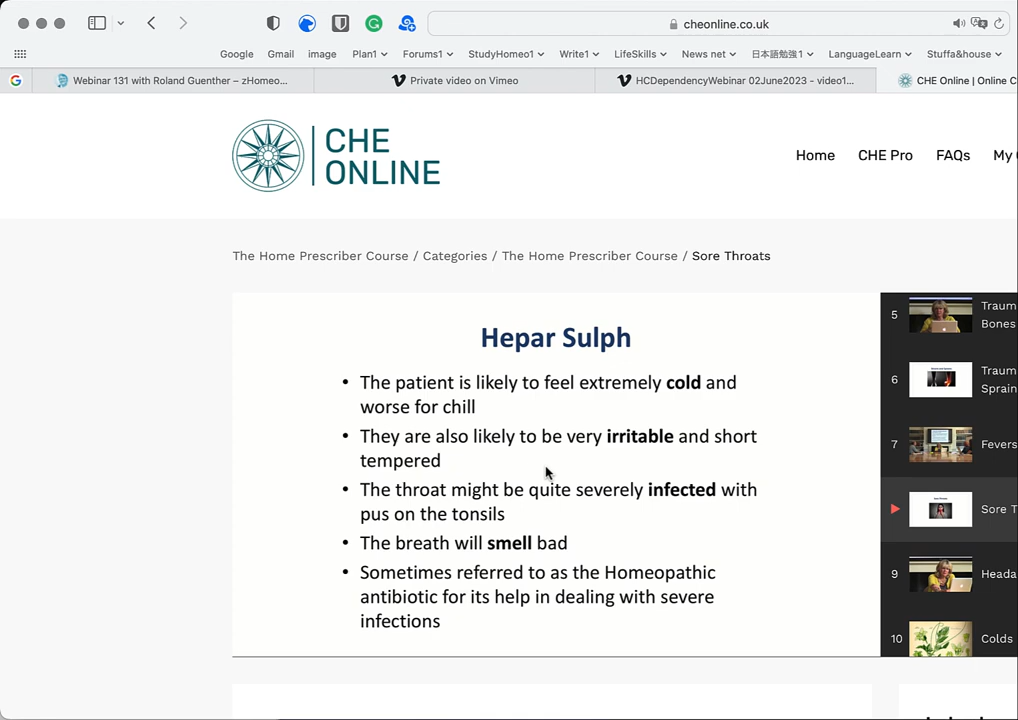 cheonline.co.uk
Google Gmail image Plan1 Forums1 StudyHomeo1 Write1 LifeSkills News net 日本語勉強1 LanguageLearn Stuffa&house
Webinar 131 with Roland Guenther – zHomeo... Private video on Vimeo HCDependencyWebinar 02June2023 - video1... CHE Online | Online C
CHE
ONLINE
Home CHE Pro FAQs My
The Home Prescriber Course / Categories / The Home Prescriber Course / Sore Throats
Hepar Sulph
• The patient is likely to feel extremely cold and
worse for chill
• They are also likely to be very irritable and short
tempered
• The throat might be quite severely infected with
pus on the tonsils
• The breath will smell bad
• Sometimes referred to as the Homeopathic
antibiotic for its help in dealing with severe
infections
5 Traum
Bones
6 Traum
Sprain
7 Fevers
Sore T
9 Heada
10 Colds